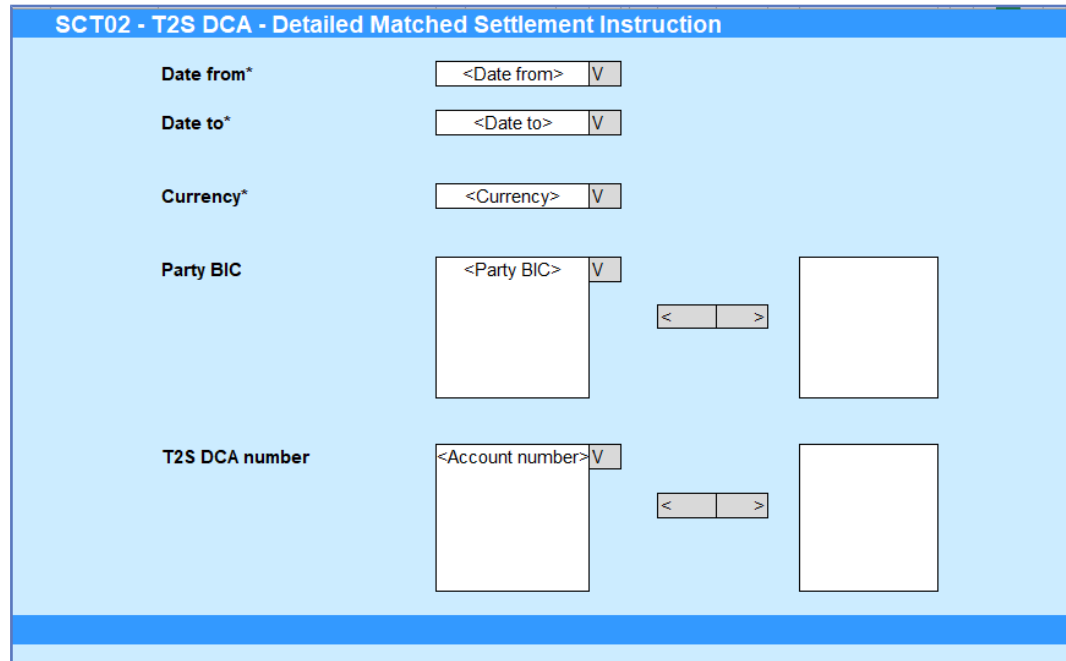 SCT02 - T2S DCA - Detailed Matched Settlement Instruction
Date from* <Date from> V
Date to* <Date to> V
Currency* <Currency> V
Party BIC <Party BIC> V
< >
T2S DCA number <Account number> V
< >